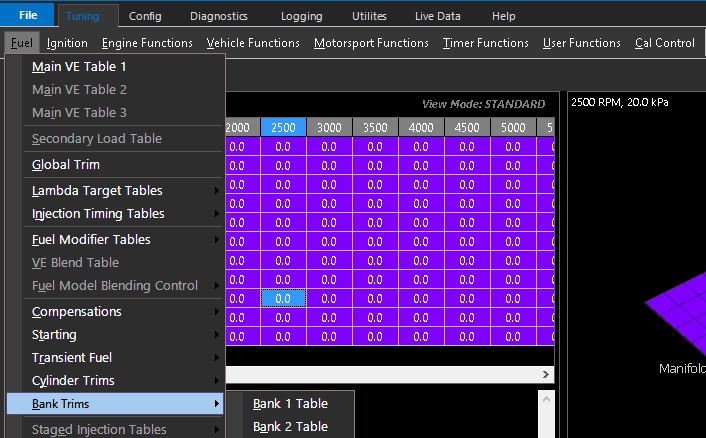 File Tuning Config Diagnostics Logging Utilites Live Data Help
Fuel Ignition Engine Functions Vehicle Functions Motorsport Functions Timer Functions User Functions Cal Control
Main VE Table 1
Main VE Table 2
Main VE Table 3
Secondary Load Table
Global Trim
Lambda Target Tables
Injection Timing Tables
Fuel Modifier Tables
VE Blend Table
Fuel Model Blending Control
Compensations
Starting
Transient Fuel
Cylinder Trims
Bank Trims
Staged Injection Tables
Bank 1 Table
Bank 2 Table
View Mode: STANDARD
2000 2500 3000 3500 4000 4500 5000 5
0.0 0.0 0.0 0.0 0.0 0.0 0.0
0.0 0.0 0.0 0.0 0.0 0.0 0.0
0.0 0.0 0.0 0.0 0.0 0.0 0.0
0.0 0.0 0.0 0.0 0.0 0.0 0.0
0.0 0.0 0.0 0.0 0.0 0.0 0.0
0.0 0.0 0.0 0.0 0.0 0.0 0.0
0.0 0.0 0.0 0.0 0.0 0.0 0.0
0.0 0.0 0.0 0.0 0.0 0.0 0.0
0.0 0.0 0.0 0.0 0.0 0.0 0.0
0.0 0.0 0.0 0.0 0.0 0.0 0.0
0.0 0.0 0.0 0.0 0.0 0.0 0.0
2500 RPM, 20.0 kPa
Manifold